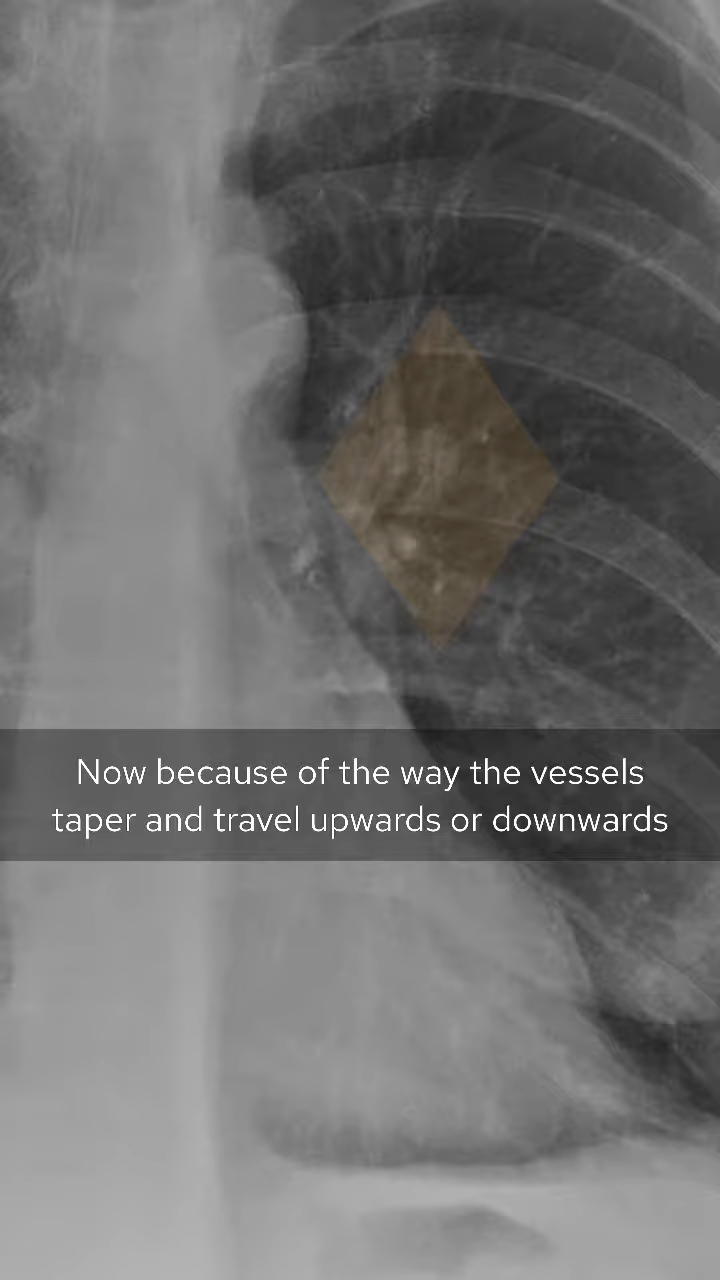 Now because of the way the vessels
taper and travel upwards or downwards